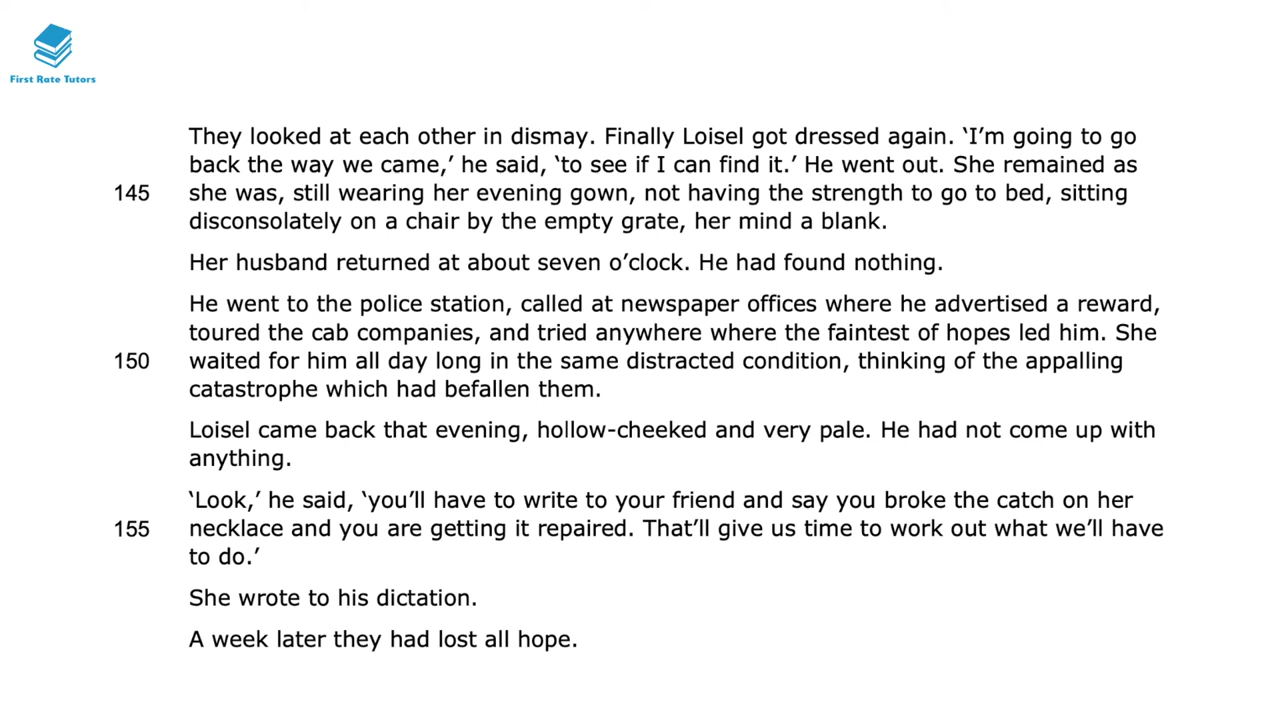 First Rate Tutors
They looked at each other in dismay. Finally Loisel got dressed again. ‘I’m going to go
back the way we came,’ he said, ‘to see if I can find it.’ He went out. She remained as
145 she was, still wearing her evening gown, not having the strength to go to bed, sitting
disconsolately on a chair by the empty grate, her mind a blank.
Her husband returned at about seven o’clock. He had found nothing.
He went to the police station, called at newspaper offices where he advertised a reward,
toured the cab companies, and tried anywhere where the faintest of hopes led him. She
150 waited for him all day long in the same distracted condition, thinking of the appalling
catastrophe which had befallen them.
Loisel came back that evening, hollow-cheeked and very pale. He had not come up with
anything.
‘Look,’ he said, ‘you’ll have to write to your friend and say you broke the catch on her
155 necklace and you are getting it repaired. That’ll give us time to work out what we’ll have
to do.’
She wrote to his dictation.
A week later they had lost all hope.